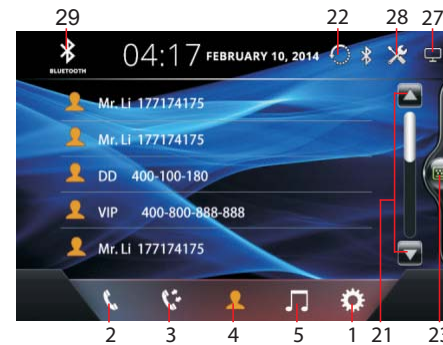 29 22 28 27
BLUETOOTH 04:17 FEBRUARY 10, 2014
Mr. Li 177174175
Mr. Li 177174175
DD 400-100-180
VIP 400-800-888-888
Mr. Li 177174175
2 3 4 5 1 21 23